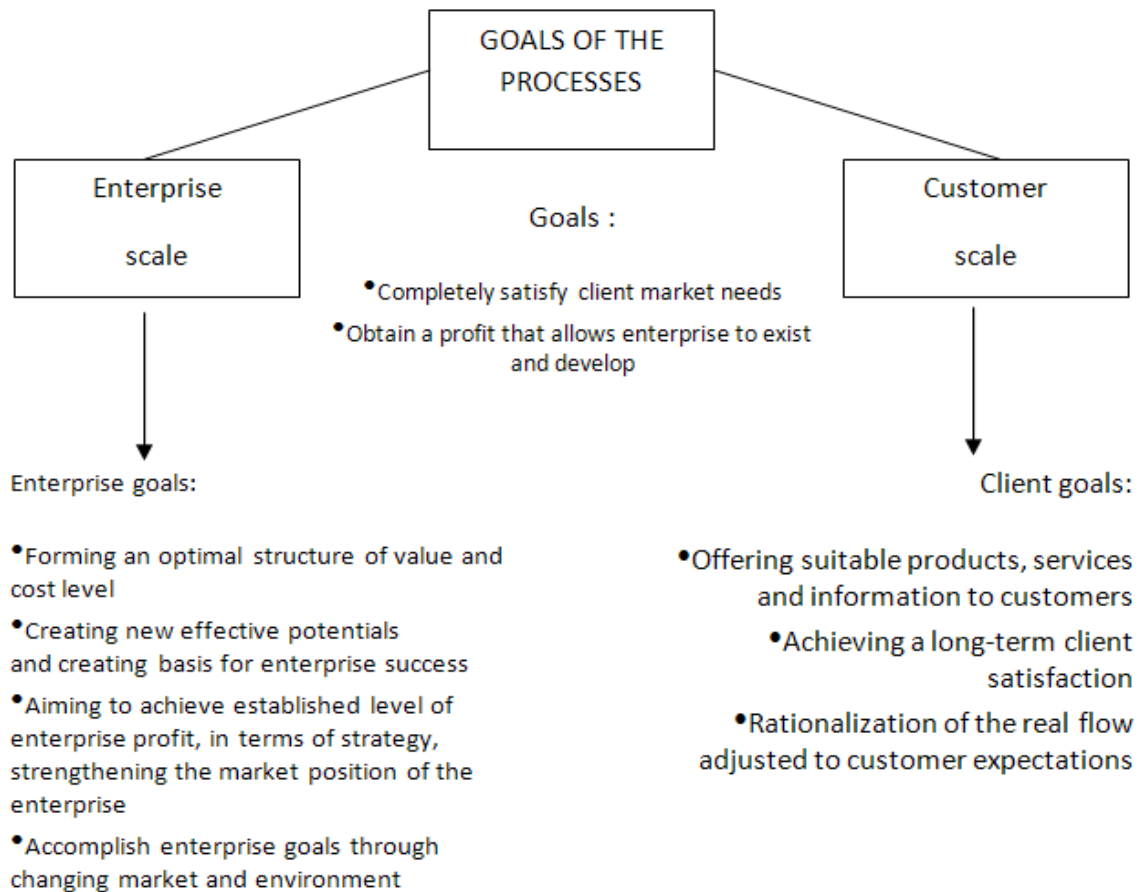 GOALS OF THE
PROCESSES
Enterprise
scale
Customer
scale
Goals :
•Completely satisfy client market needs
•Obtain a profit that allows enterprise to exist
and develop
Enterprise goals:
•Forming an optimal structure of value and
cost level
•Creating new effective potentials
and creating basis for enterprise success
•Aiming to achieve established level of
enterprise profit, in terms of strategy,
strengthening the market position of the
enterprise
•Accomplish enterprise goals through
changing market and environment
Client goals:
•Offering suitable products, services
and information to customers
•Achieving a long-term client
satisfaction
•Rationalization of the real flow
adjusted to customer expectations